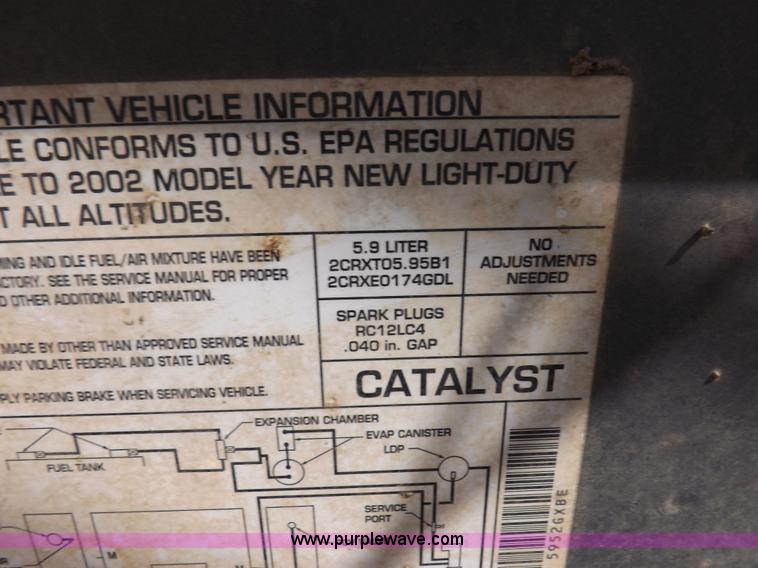 RTANT VEHICLE INFORMATION
LE CONFORMS TO U.S. EPA REGULATIONS
E TO 2002 MODEL YEAR NEW LIGHT-DUTY
T ALL ALTITUDES.
MING AND IDLE FUEL/AIR MIXTURE HAVE BEEN
ACTORY. SEE THE SERVICE MANUAL FOR PROPER
D OTHER ADDITIONAL INFORMATION.
MADE BY OTHER THAN APPROVED SERVICE MANUAL
MAY VIOLATE FEDERAL AND STATE LAWS.
PLY PARKING BRAKE WHEN SERVICING VEHICLE.
5.9 LITER
2CRXT05.95B1
2CRXE0174GDL
NO
ADJUSTMENTS
NEEDED
SPARK PLUGS
RC12LC4
.040 in. GAP
CATALYST
EXPANSION CHAMBER
EVAP CANISTER
LDP
FUEL TANK
SERVICE
PORT
M
M
5952GXBE
www.purplewave.com